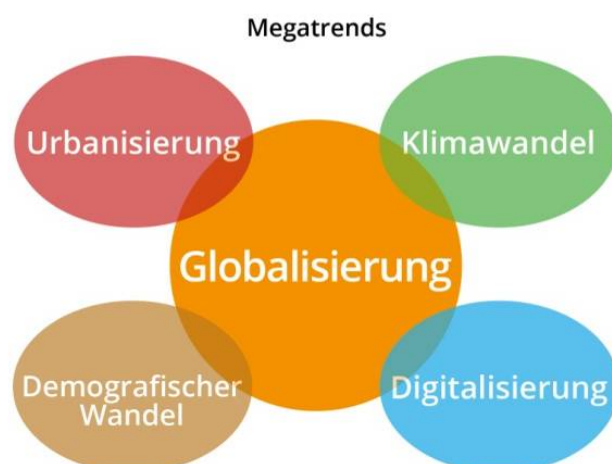 Megatrends
Urbanisierung
Klimawandel
Globalisierung
Demografischer
Wandel
Digitalisierung